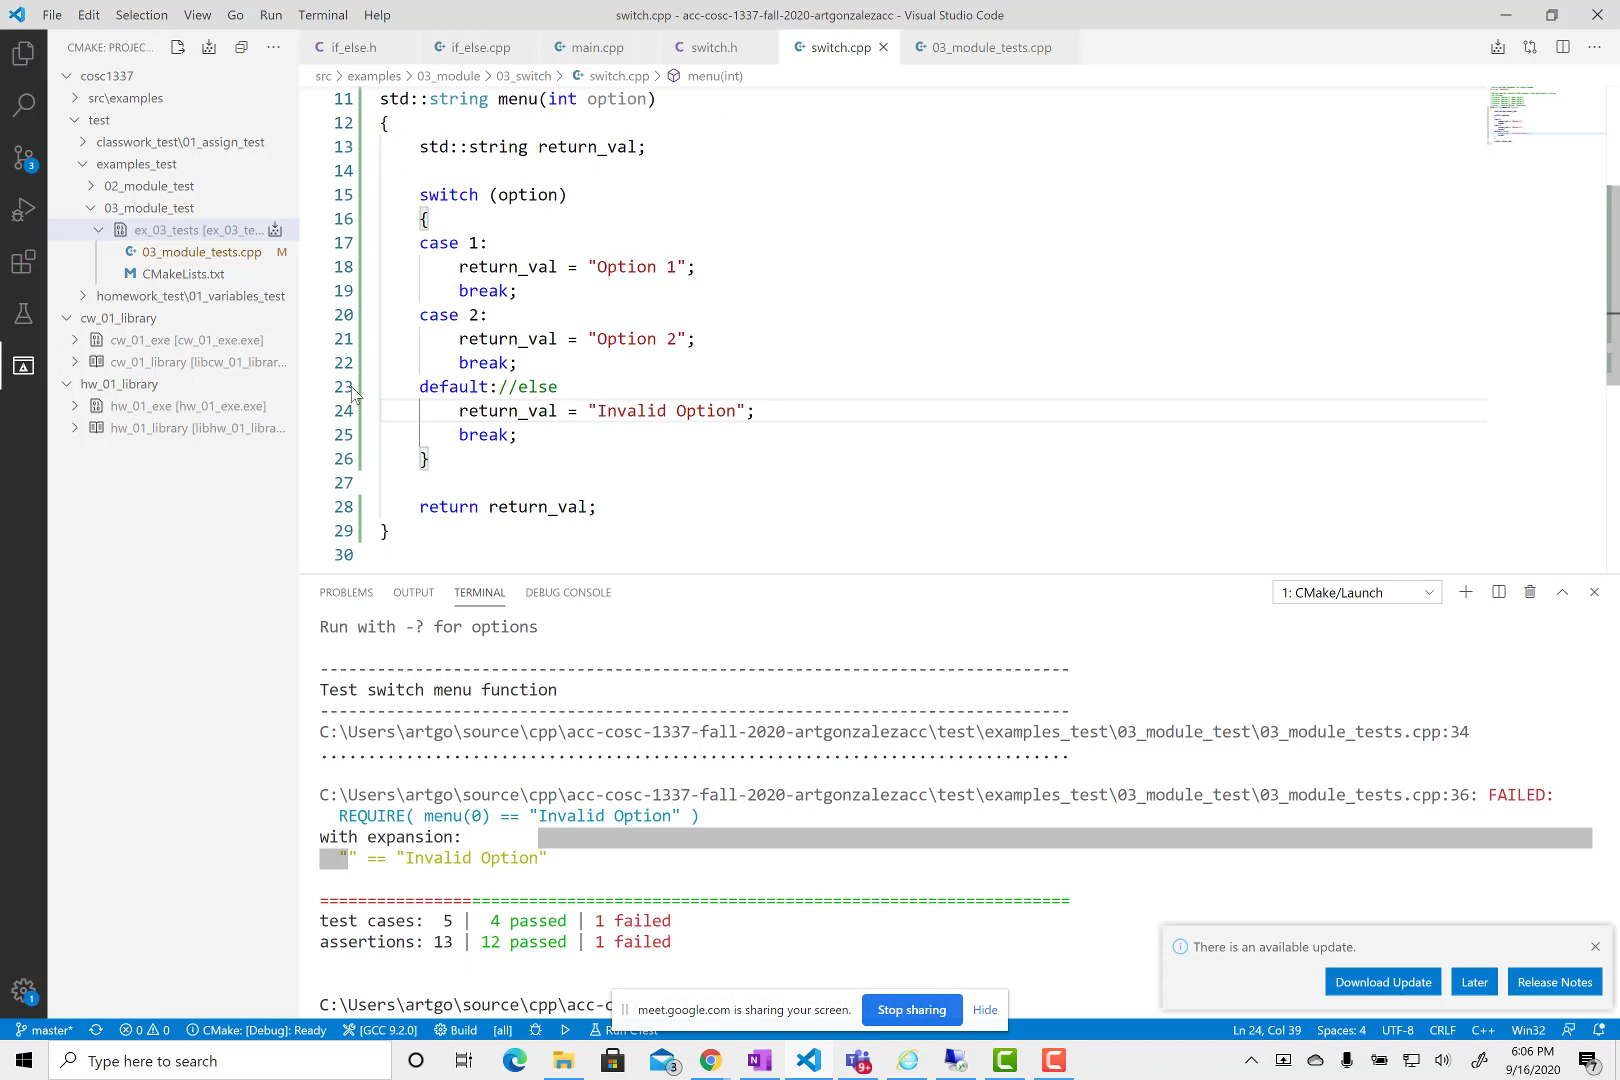 File Edit Selection View Go Run Terminal Help
switch.cpp - acc-cosc-1337-fall-2020-artgonzalezacc - Visual Studio Code
CMAKE: PROJEC...
if_else.h
if_else.cpp
main.cpp
switch.h
switch.cpp
03_module_tests.cpp
src > examples > 03_module > 03_switch > switch.cpp > menu(int)
cosc1337
src\examples
test
classwork_test\01_assign_test
examples_test
02_module_test
03_module_test
ex_03_tests [ex_03_te...
03_module_tests.cpp M
CMakeLists.txt
homework_test\01_variables_test
cw_01_library
cw_01_exe [cw_01_exe.exe]
cw_01_library [libcw_01_librar...
hw_01_library
hw_01_exe [hw_01_exe.exe]
hw_01_library [libhw_01_libra...
3
1
11 std::string menu(int option)
12 {
13 std::string return_val;
14
15 switch (option)
16 {
17 case 1:
18 return_val = "Option 1";
19 break;
20 case 2:
21 return_val = "Option 2";
22 break;
23 default://else
24 return_val = "Invalid Option";
25 break;
26 }
27
28 return return_val;
29 }
30
PROBLEMS OUTPUT TERMINAL DEBUG CONSOLE
1: CMake/Launch
Run with -? for options
-------------------------------------------------------------------------------
Test switch menu function
-------------------------------------------------------------------------------
C:\Users\artgo\source\cpp\acc-cosc-1337-fall-2020-artgonzalezacc\test\examples_test\03_module_test\03_module_tests.cpp:34
...............................................................................
C:\Users\artgo\source\cpp\acc-cosc-1337-fall-2020-artgonzalezacc\test\examples_test\03_module_test\03_module_tests.cpp:36: FAILED:
REQUIRE( menu(0) == "Invalid Option" )
with expansion:
"" == "Invalid Option"
===============================================================================
test cases: 5 | 4 passed | 1 failed
assertions: 13 | 12 passed | 1 failed
C:\Users\artgo\source\cpp\acc-c
There is an available update.
Download Update
Later
Release Notes
meet.google.com is sharing your screen.
Stop sharing
Hide
master* 0 0 CMake: [Debug]: Ready [GCC 9.2.0] Build [all] Run CTest
Ln 24, Col 39 Spaces: 4 UTF-8 CRLF C++ Win32
Type here to search
3
9+
6:06 PM
9/16/2020
7